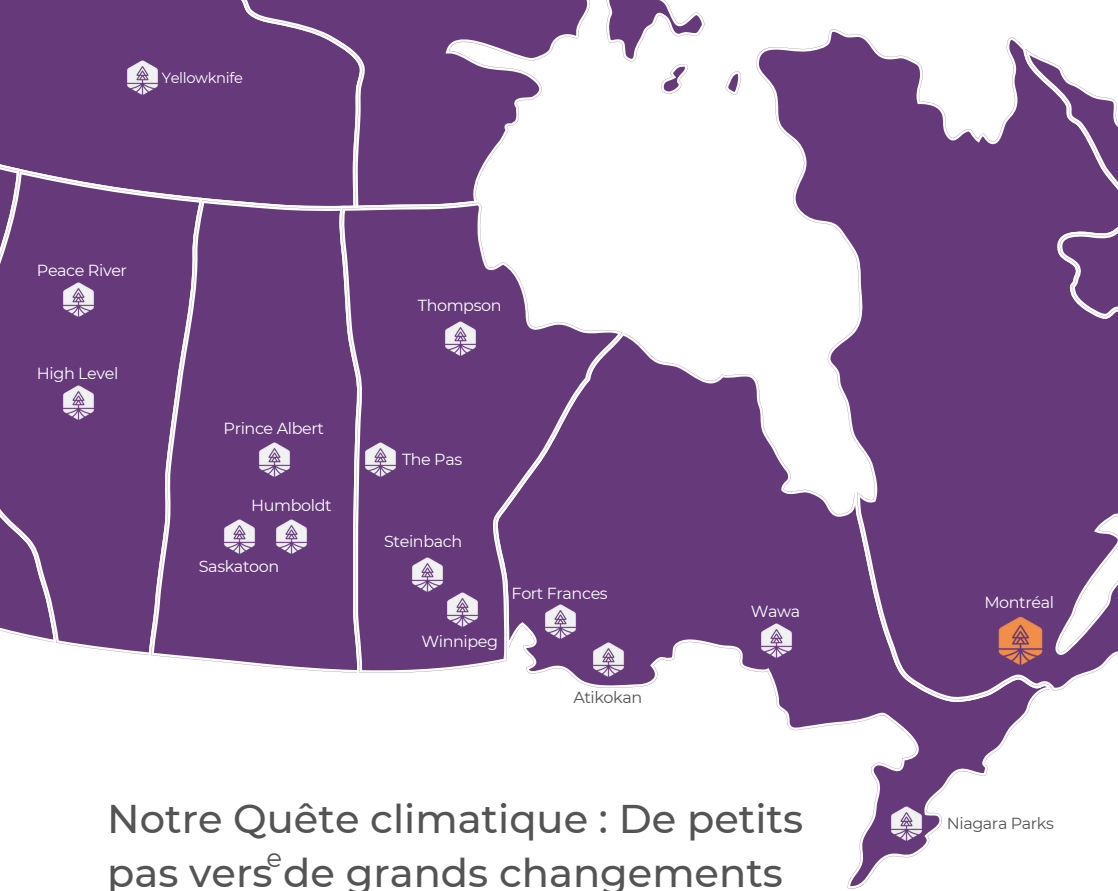 Yellowknife
Peace River
Thompson
High Level
Prince Albert
The Pas
Humboldt
Steinbach
Saskatoon
Fort Frances
Montréal
Wawa
Winnipeg
Atikokan
Notre Quête climatique : De petits
Niagara Parks
pas verse de grands changements